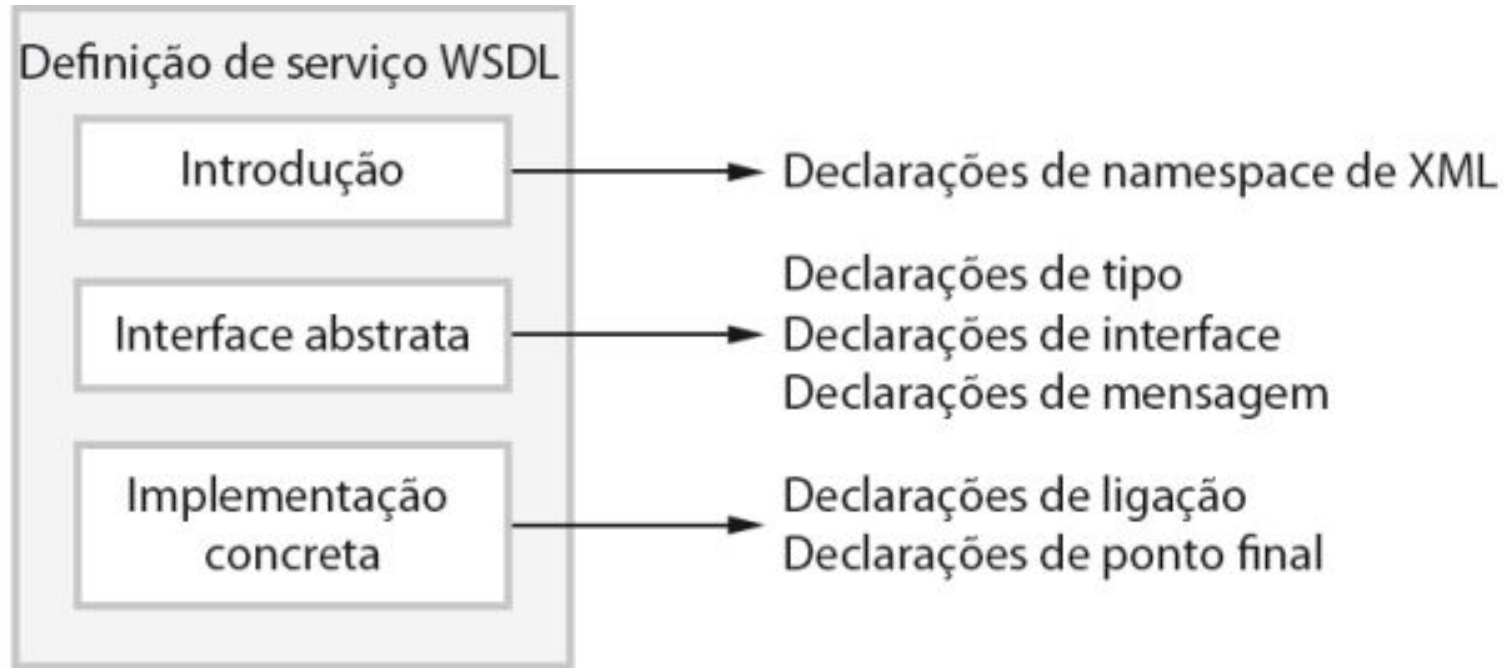 Definição de serviço WSDL
Introdução
Declarações de namespace de XML
Interface abstrata
Declarações de tipo
Declarações de interface
Declarações de mensagem
Implementação
concreta
Declarações de ligação
Declarações de ponto final